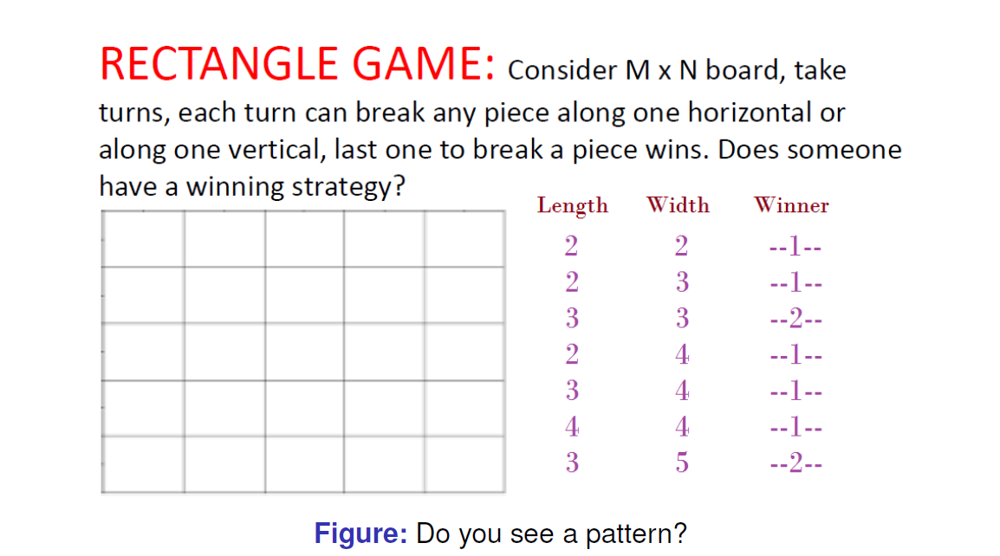 RECTANGLE GAME: Consider M x N board, take
turns, each turn can break any piece along one horizontal or
along one vertical, last one to break a piece wins. Does someone
have a winning strategy?
Length Width Winner
2 2 --1--
2 3 --1--
3 3 --2--
2 4 --1--
3 4 --1--
4 4 --1--
3 5 --2--
Figure: Do you see a pattern?